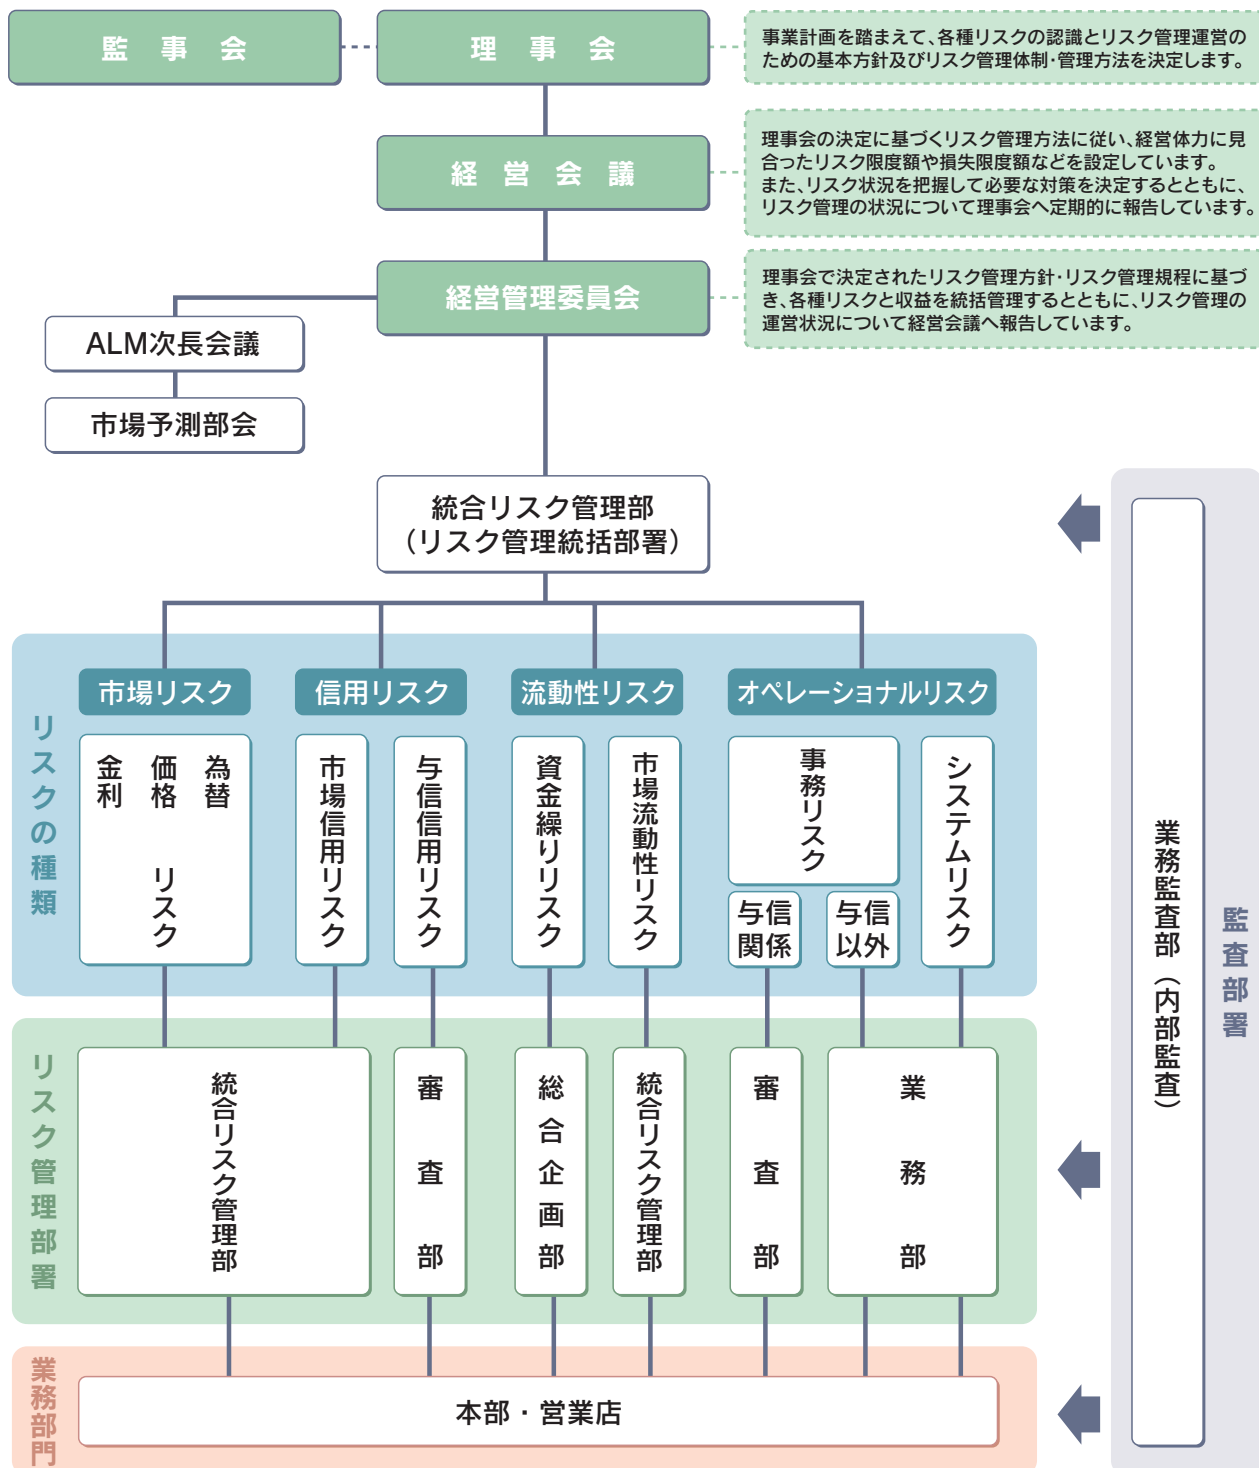 監事会
理事会
事業計画を踏まえて、各種リスクの認識とリスク管理運営の
ための基本方針及びリスク管理体制・管理方法を決定します。
経営会議
理事会の決定に基づくリスク管理方法に従い、経営体力に見
合ったリスク限度額や損失限度額などを設定しています。
また、リスク状況を把握して必要な対策を決定するとともに、
リスク管理の状況について理事会へ定期的に報告しています。
経営管理委員会
理事会で決定されたリスク管理方針・リスク管理規程に基づ
き、各種リスクと収益を統括管理するとともに、リスク管理の
運営状況について経営会議へ報告しています。
ALM次長会議
市場予測部会
統合リスク管理部
（リスク管理統括部署）
リスクの種類
市場リスク
信用リスク
流動性リスク
オペレーショナルリスク
金利
価格
為替
リスク
市場信用リスク
与信信用リスク
資金繰りリスク
市場流動性リスク
事務リスク
与信
関係
与信
以外
システムリスク
リスク管理部署
統合リスク管理部
審査部
総合企画部
統合リスク管理部
審査部
業務部
業務部門
本部・営業店
業務監査部（内部監査）
監査部署